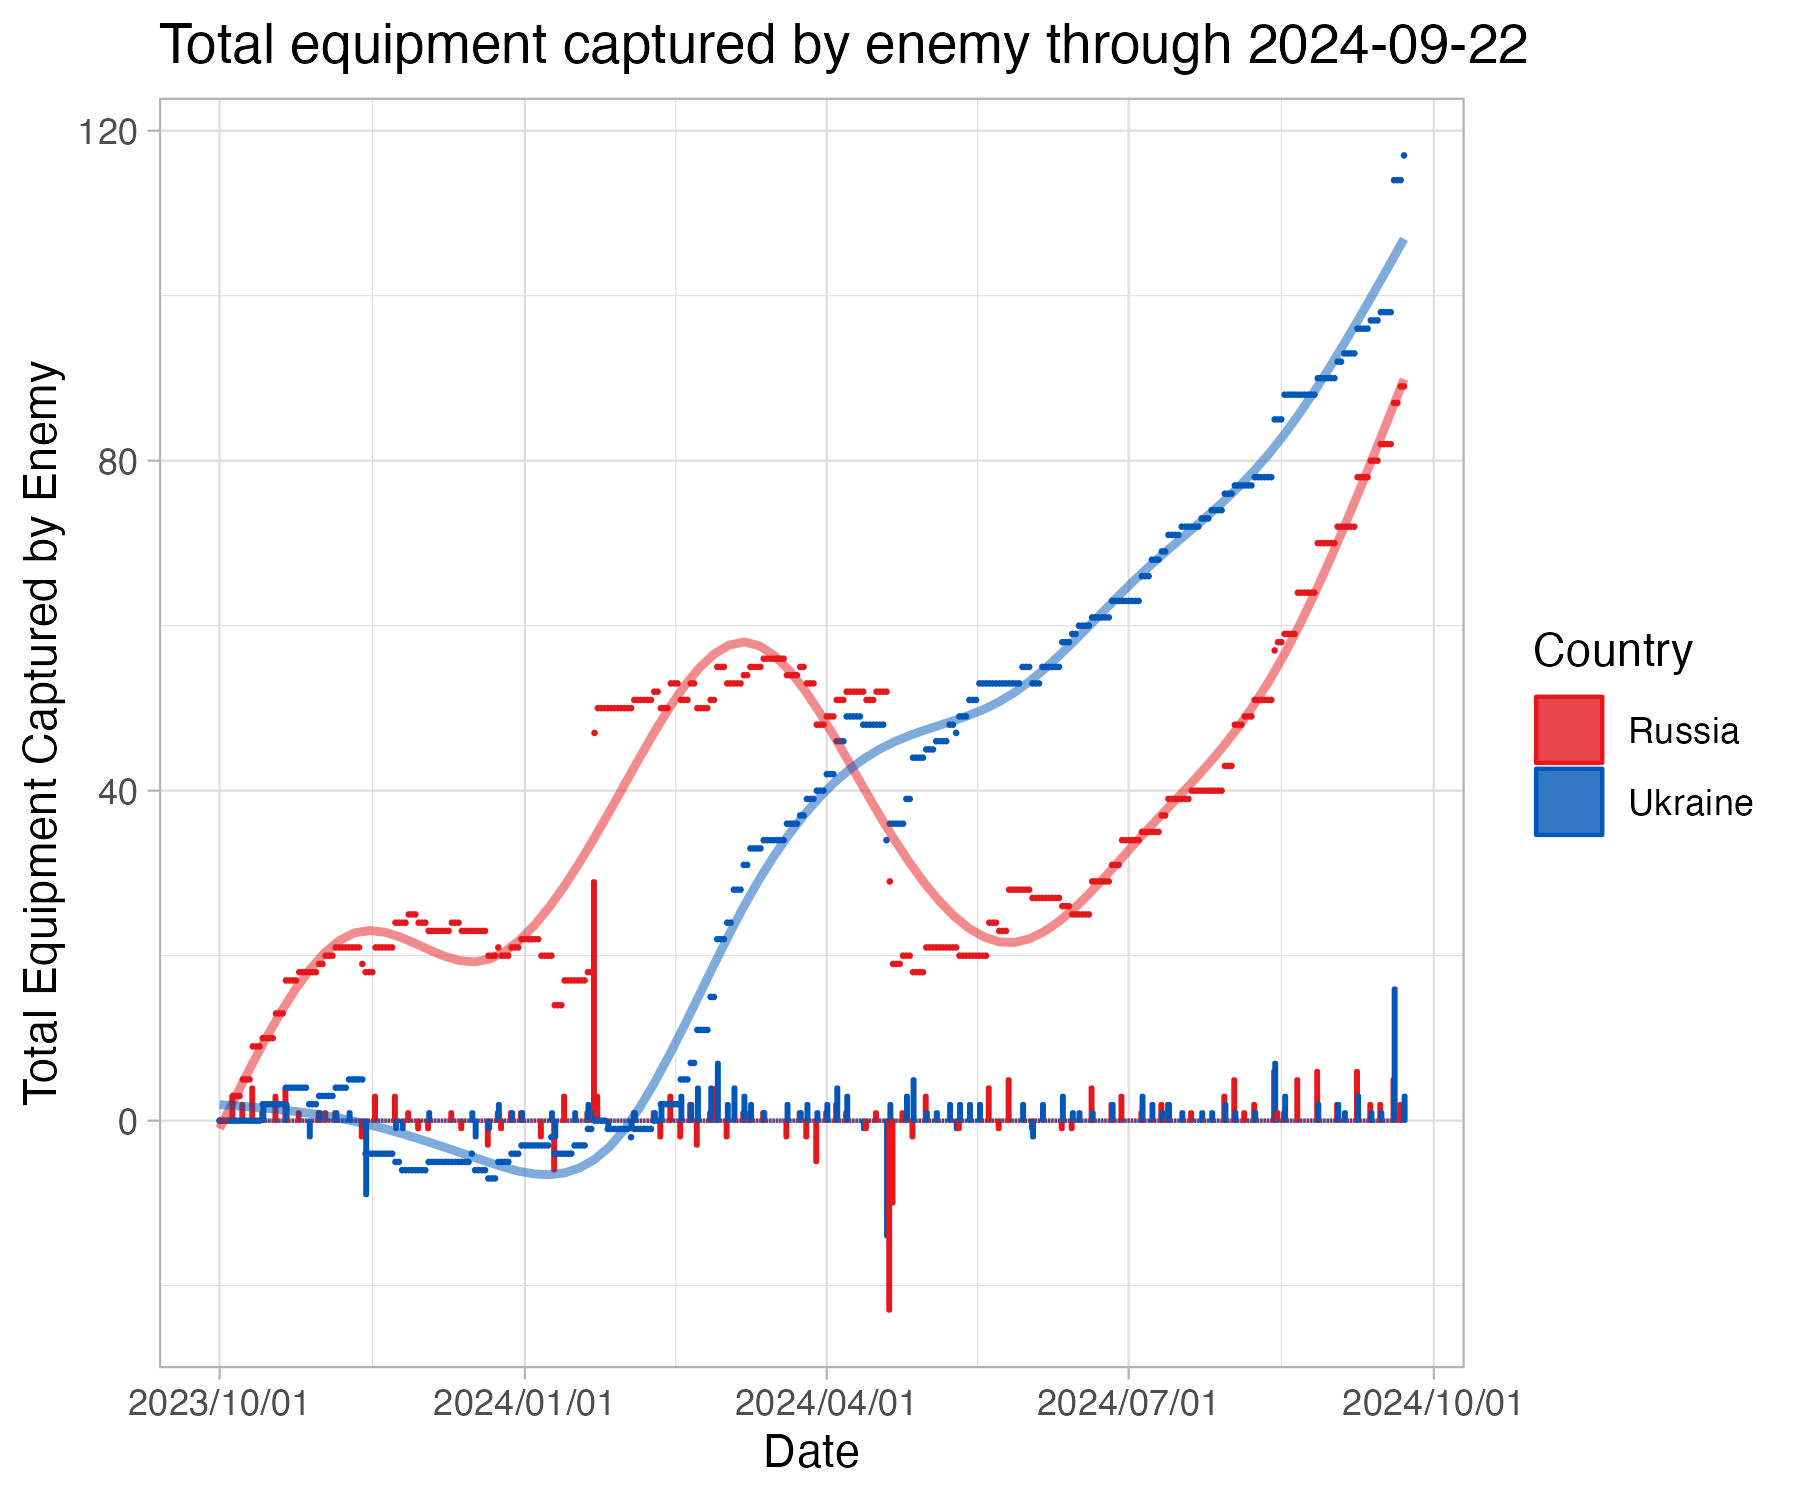 Total equipment captured by enemy through 2024-09-22
Total Equipment Captured by Enemy
120
80
40
0
2023/10/01 2024/01/01 2024/04/01 2024/07/01 2024/10/01
Date
Country
Russia
Ukraine